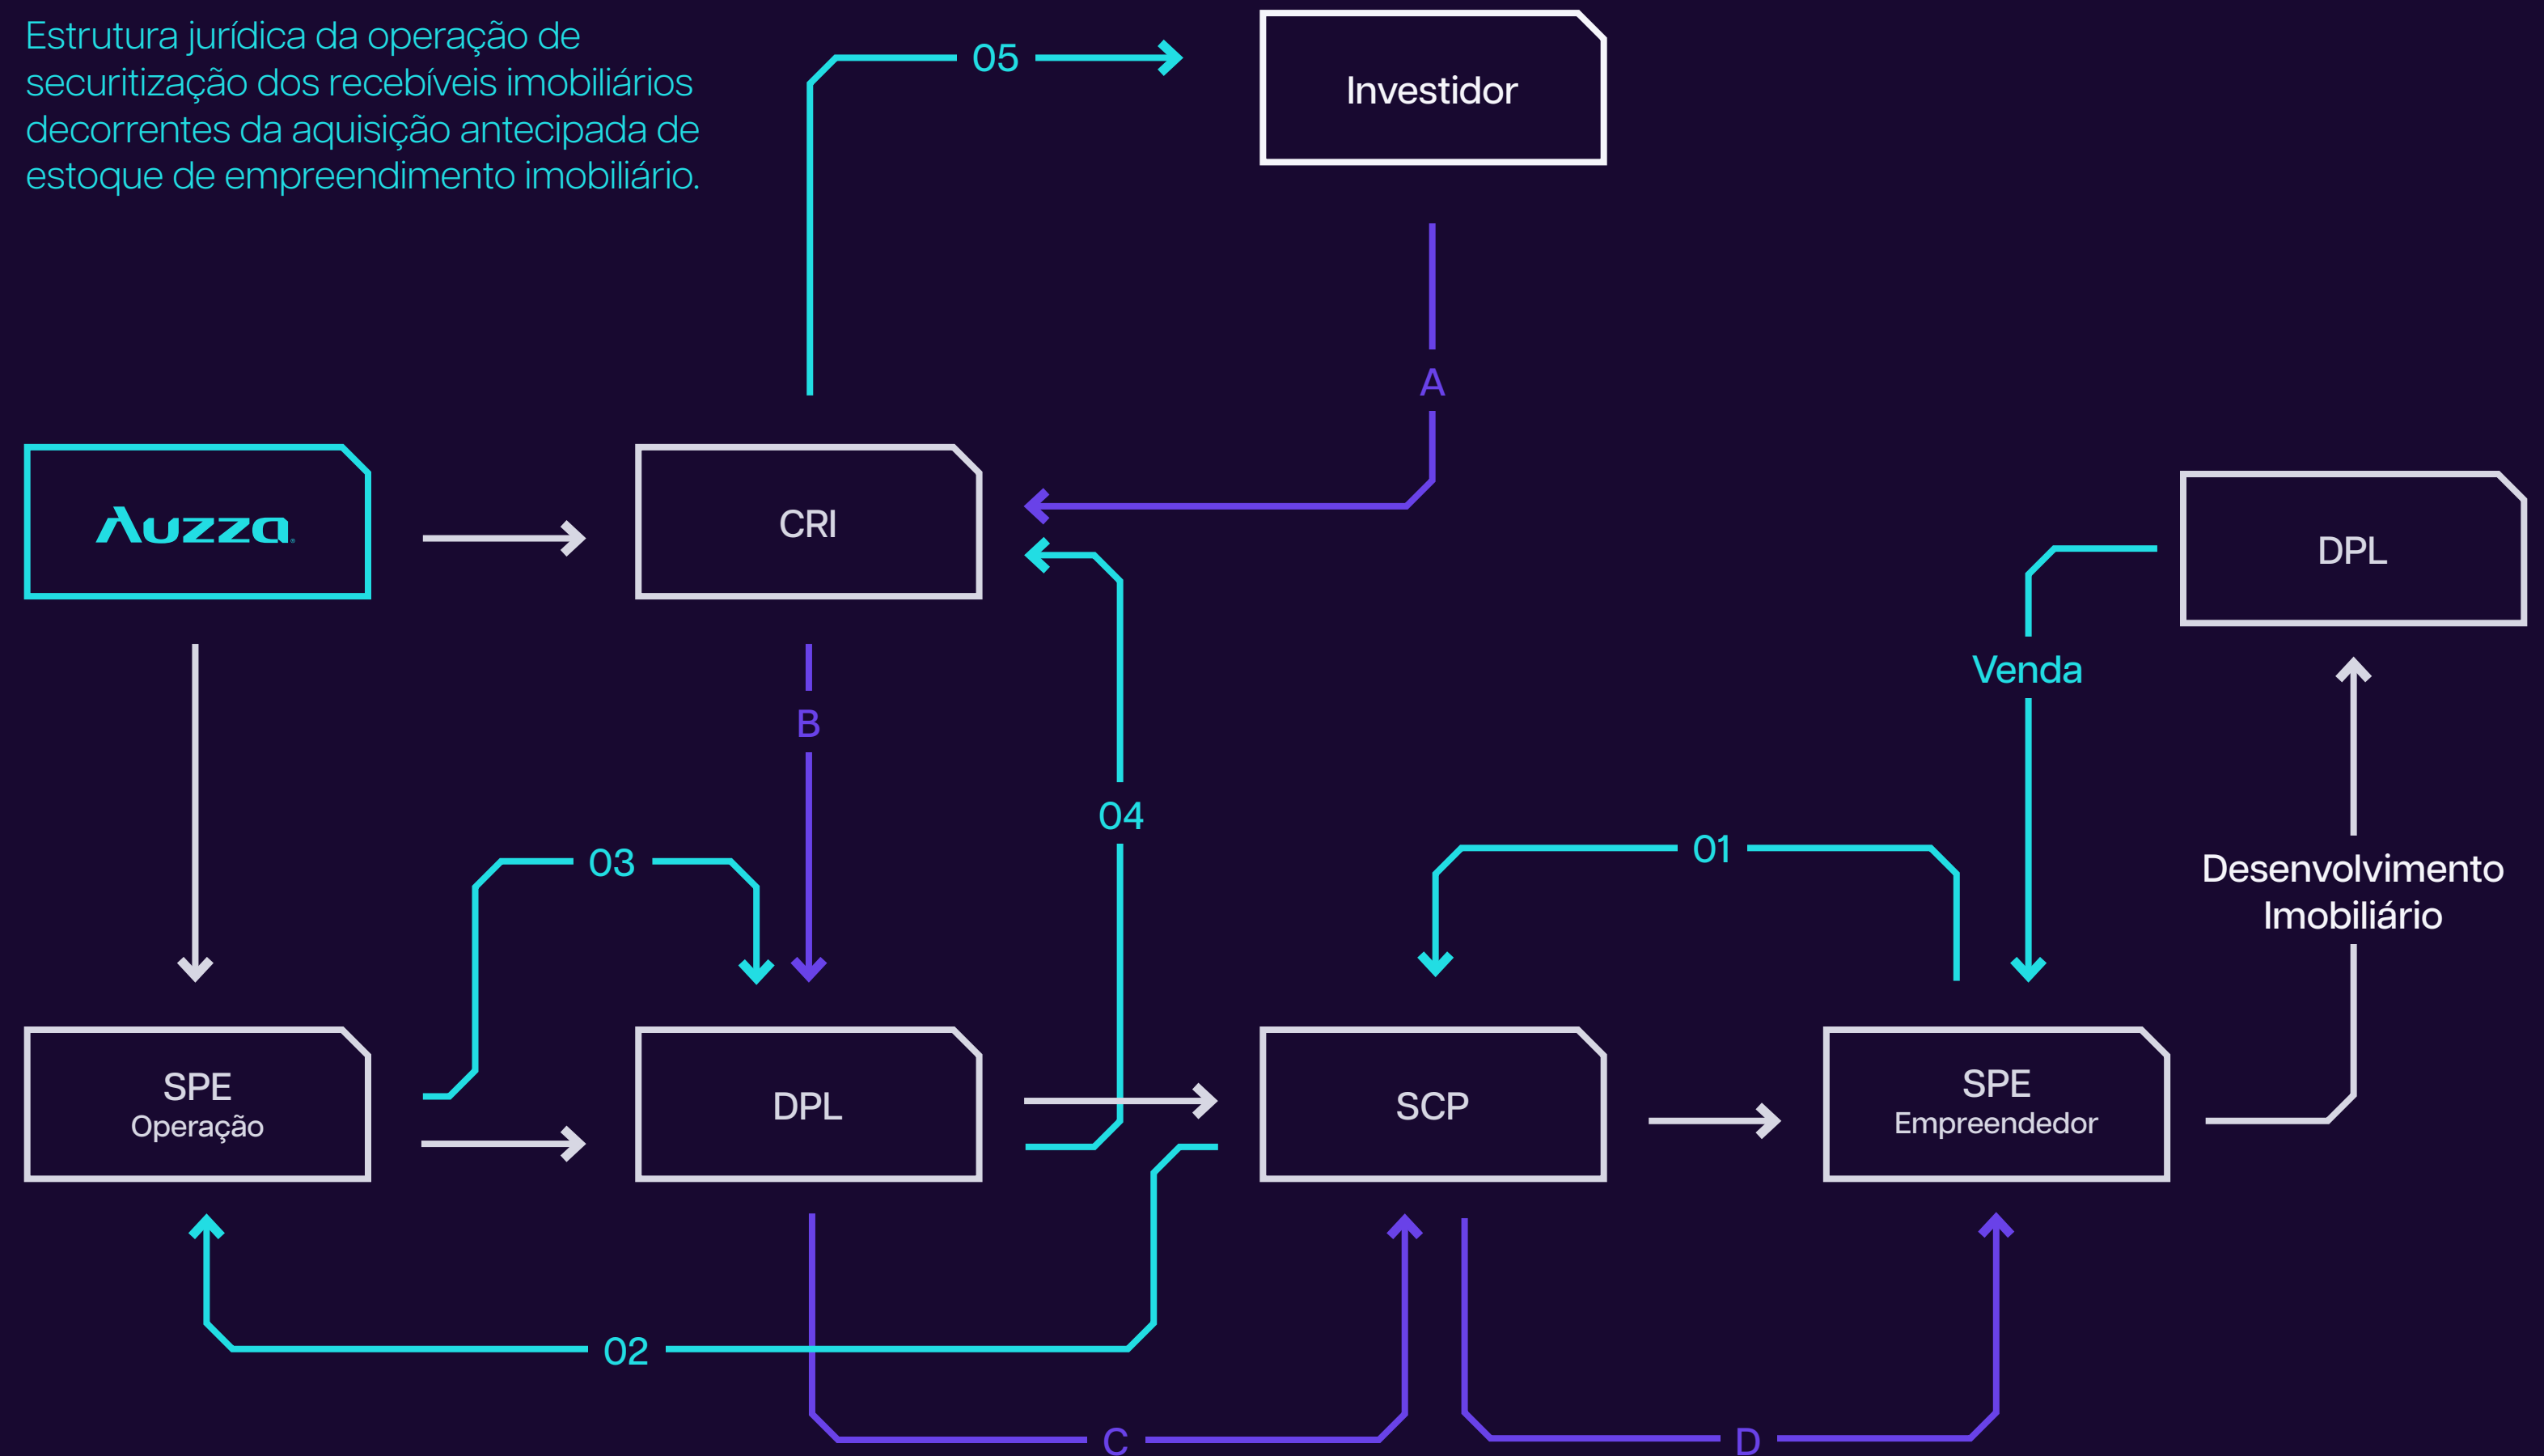 Estrutura jurídica da operação de
securitização dos recebíveis imobiliários
decorrentes da aquisição antecipada de
estoque de empreendimento imobiliário.
05
Investidor
A
Auzza
CRI
DPL
Venda
B
04
03
01
Desenvolvimento
Imobiliário
SPE
Operação
DPL
SCP
SPE
Empreendedor
02
C
D